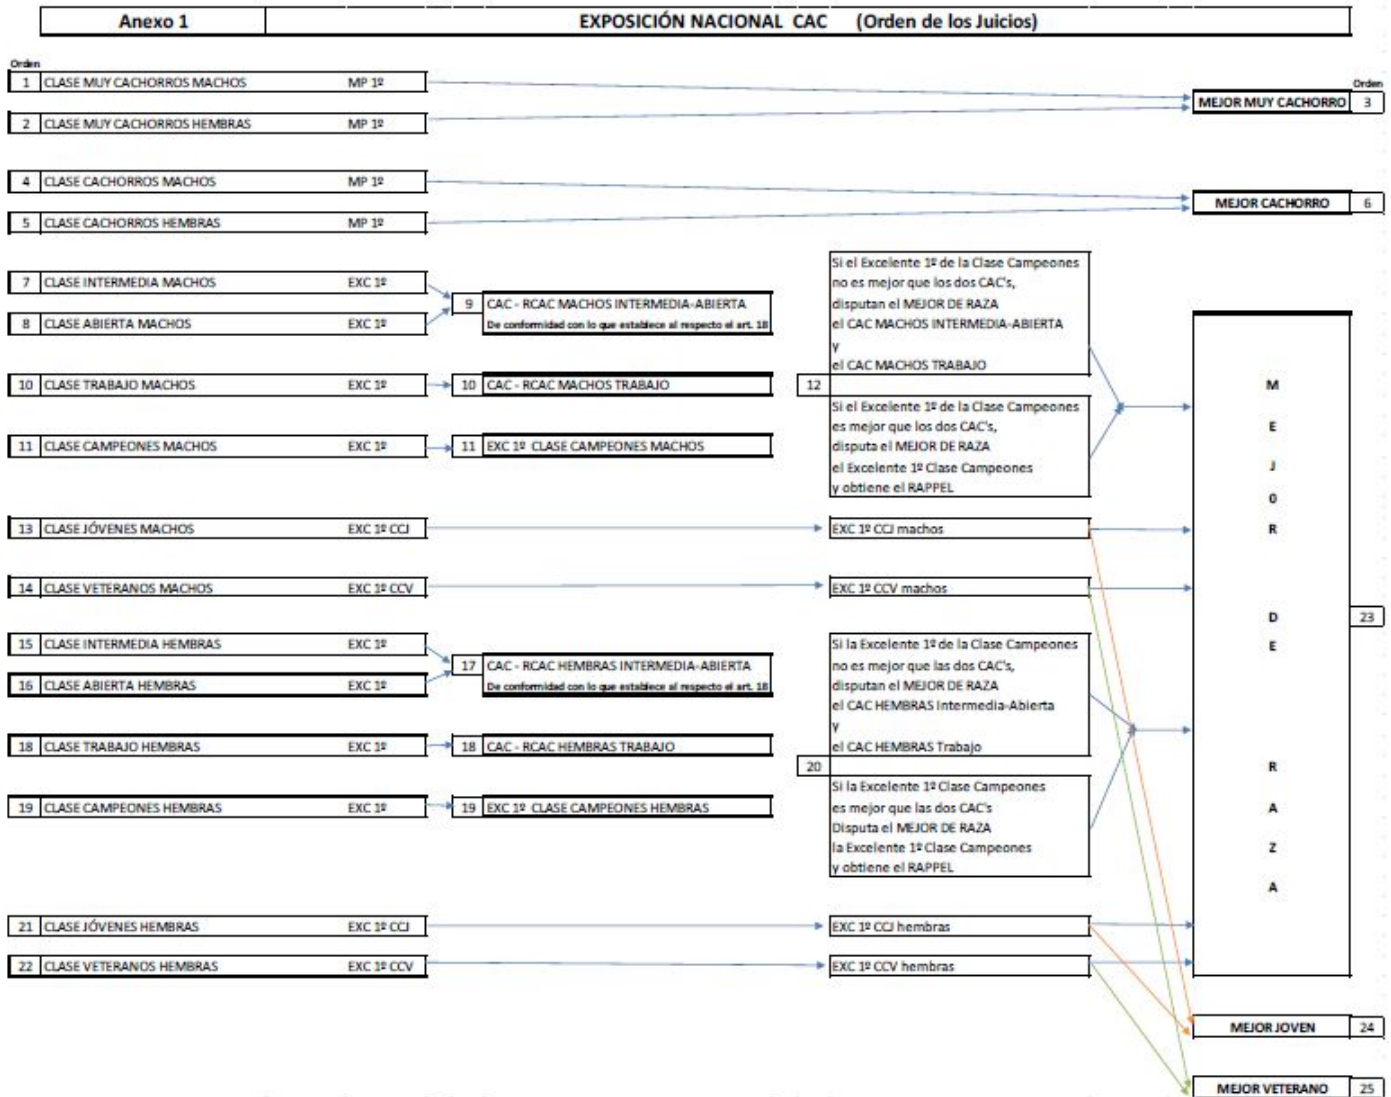 Anexo 1 EXPOSICIÓN NACIONAL CAC (Orden de los Juicios)
Orden
Orden
1 CLASE MUY CACHORROS MACHOS MP 1º
MEJOR MUY CACHORRO 3
2 CLASE MUY CACHORROS HEMBRAS MP 1º
4 CLASE CACHORROS MACHOS MP 1º
MEJOR CACHORRO 6
5 CLASE CACHORROS HEMBRAS MP 1º
7 CLASE INTERMEDIA MACHOS EXC 1º
8 CLASE ABIERTA MACHOS EXC 1º
9 CAC - RCAC MACHOS INTERMEDIA-ABIERTA
De conformidad con lo que establece al respecto el art. 18
10 CLASE TRABAJO MACHOS EXC 1º
10 CAC - RCAC MACHOS TRABAJO
11 CLASE CAMPEONES MACHOS EXC 1º
11 EXC 1º CLASE CAMPEONES MACHOS
Si el Excelente 1º de la Clase Campeones
no es mejor que los dos CAC's,
disputan el MEJOR DE RAZA
el CAC MACHOS INTERMEDIA-ABIERTA
y
el CAC MACHOS TRABAJO
12
Si el Excelente 1º de la Clase Campeones
es mejor que los dos CAC's,
disputa el MEJOR DE RAZA
el Excelente 1º Clase Campeones
y obtiene el RAPPEL
13 CLASE JÓVENES MACHOS EXC 1º CCJ
EXC 1º CCJ machos
14 CLASE VETERANOS MACHOS EXC 1º CCV
EXC 1º CCV machos
15 CLASE INTERMEDIA HEMBRAS EXC 1º
16 CLASE ABIERTA HEMBRAS EXC 1º
17 CAC - RCAC HEMBRAS INTERMEDIA-ABIERTA
De conformidad con lo que establece al respecto el art. 18
18 CLASE TRABAJO HEMBRAS EXC 1º
18 CAC - RCAC HEMBRAS TRABAJO
19 CLASE CAMPEONES HEMBRAS EXC 1º
19 EXC 1º CLASE CAMPEONES HEMBRAS
Si la Excelente 1º de la Clase Campeones
no es mejor que las dos CAC's,
disputan el MEJOR DE RAZA
el CAC HEMBRAS Intermedia-Abierta
y
el CAC HEMBRAS Trabajo
20
Si la Excelente 1º Clase Campeones
es mejor que las dos CAC's
Disputa el MEJOR DE RAZA
la Excelente 1º Clase Campeones
y obtiene el RAPPEL
21 CLASE JÓVENES HEMBRAS EXC 1º CCJ
EXC 1º CCJ hembras
22 CLASE VETERANOS HEMBRAS EXC 1º CCV
EXC 1º CCV hembras
MEJOR DE RAZA
23
MEJOR JOVEN 24
MEJOR VETERANO 25